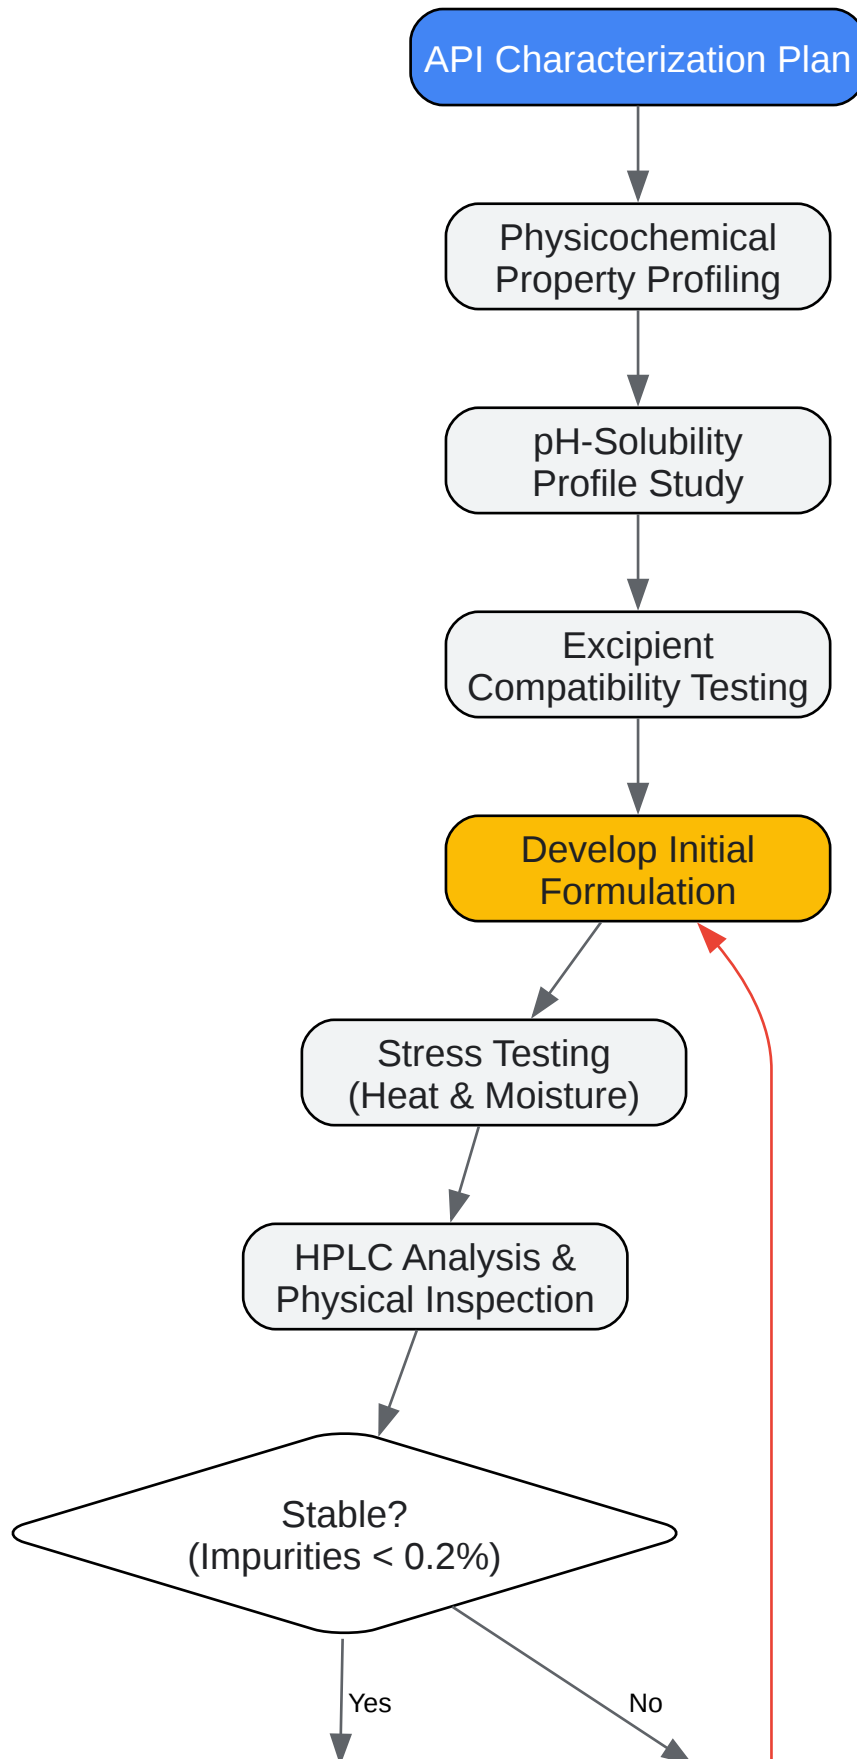 API Characterization Plan
Physicochemical
Property Profiling
pH-Solubility
Profile Study
Excipient
Compatibility Testing
Develop Initial
Formulation
Stress Testing
(Heat & Moisture)
HPLC Analysis &
Physical Inspection
Stable?
(Impurities < 0.2%)
Yes
No